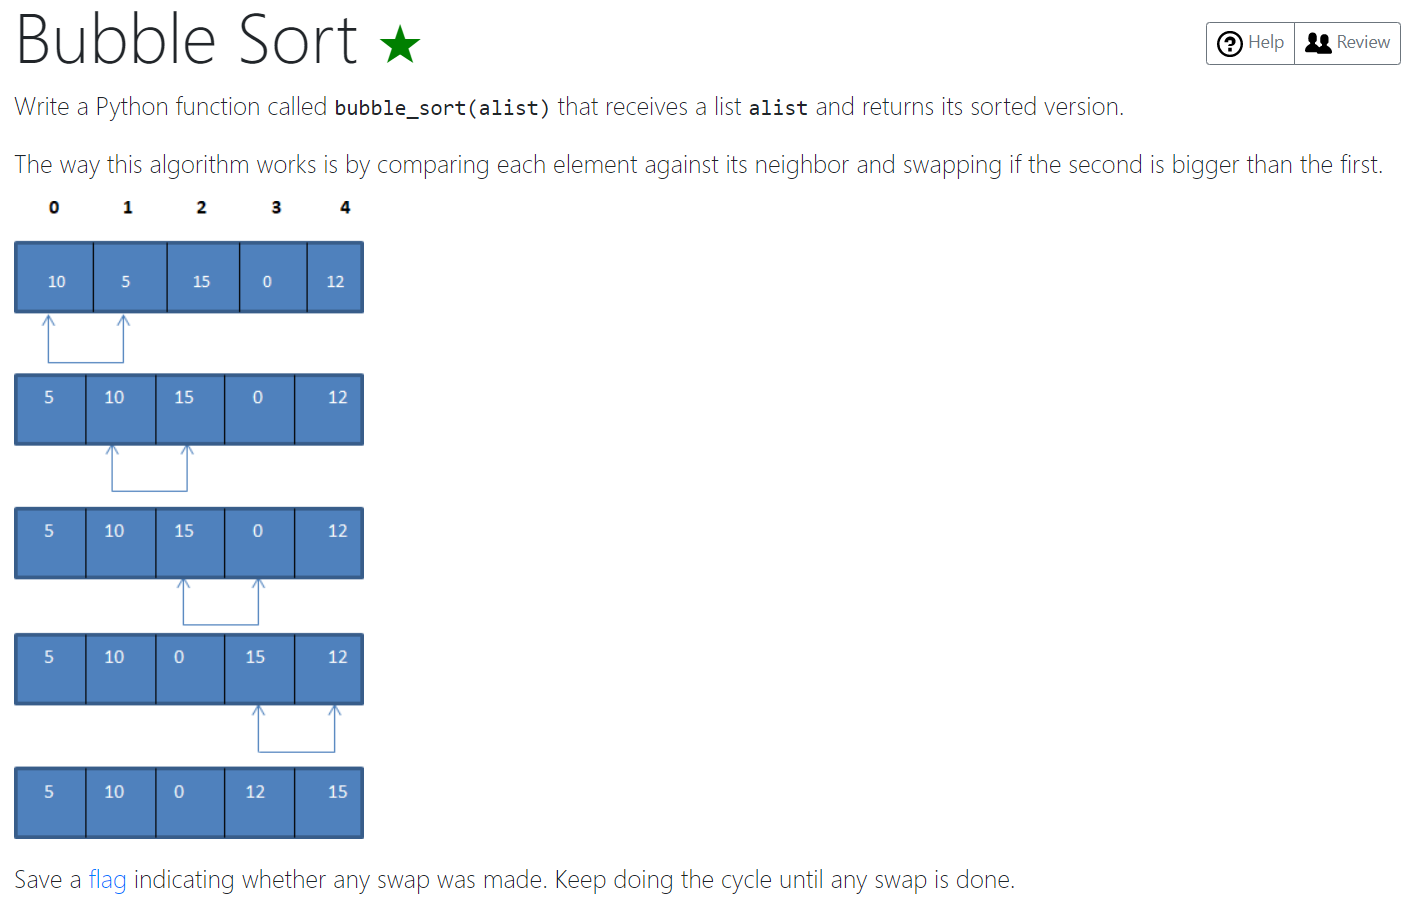 Bubble Sort
Help Review
Write a Python function called bubble_sort(alist) that receives a list alist and returns its sorted version.
The way this algorithm works is by comparing each element against its neighbor and swapping if the second is bigger than the first.
0 1 2 3 4
10 5 15 0 12
5 10 15 0 12
5 10 15 0 12
5 10 0 15 12
5 10 0 12 15
Save a flag indicating whether any swap was made. Keep doing the cycle until any swap is done.